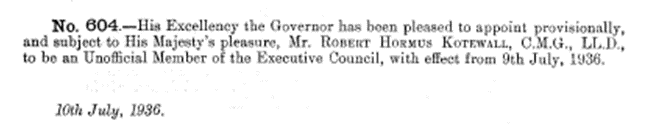 No. 604.—His Excellency the Governor has been pleased to appoint provisionally,
and subject to His Majesty's pleasure, Mr. ROBERT HORMUS KOTEWALL, C.M.G., LL.D.,
to be an Unofficial Member of the Executive Council, with effect from 9th July, 1936.
10th July, 1936.